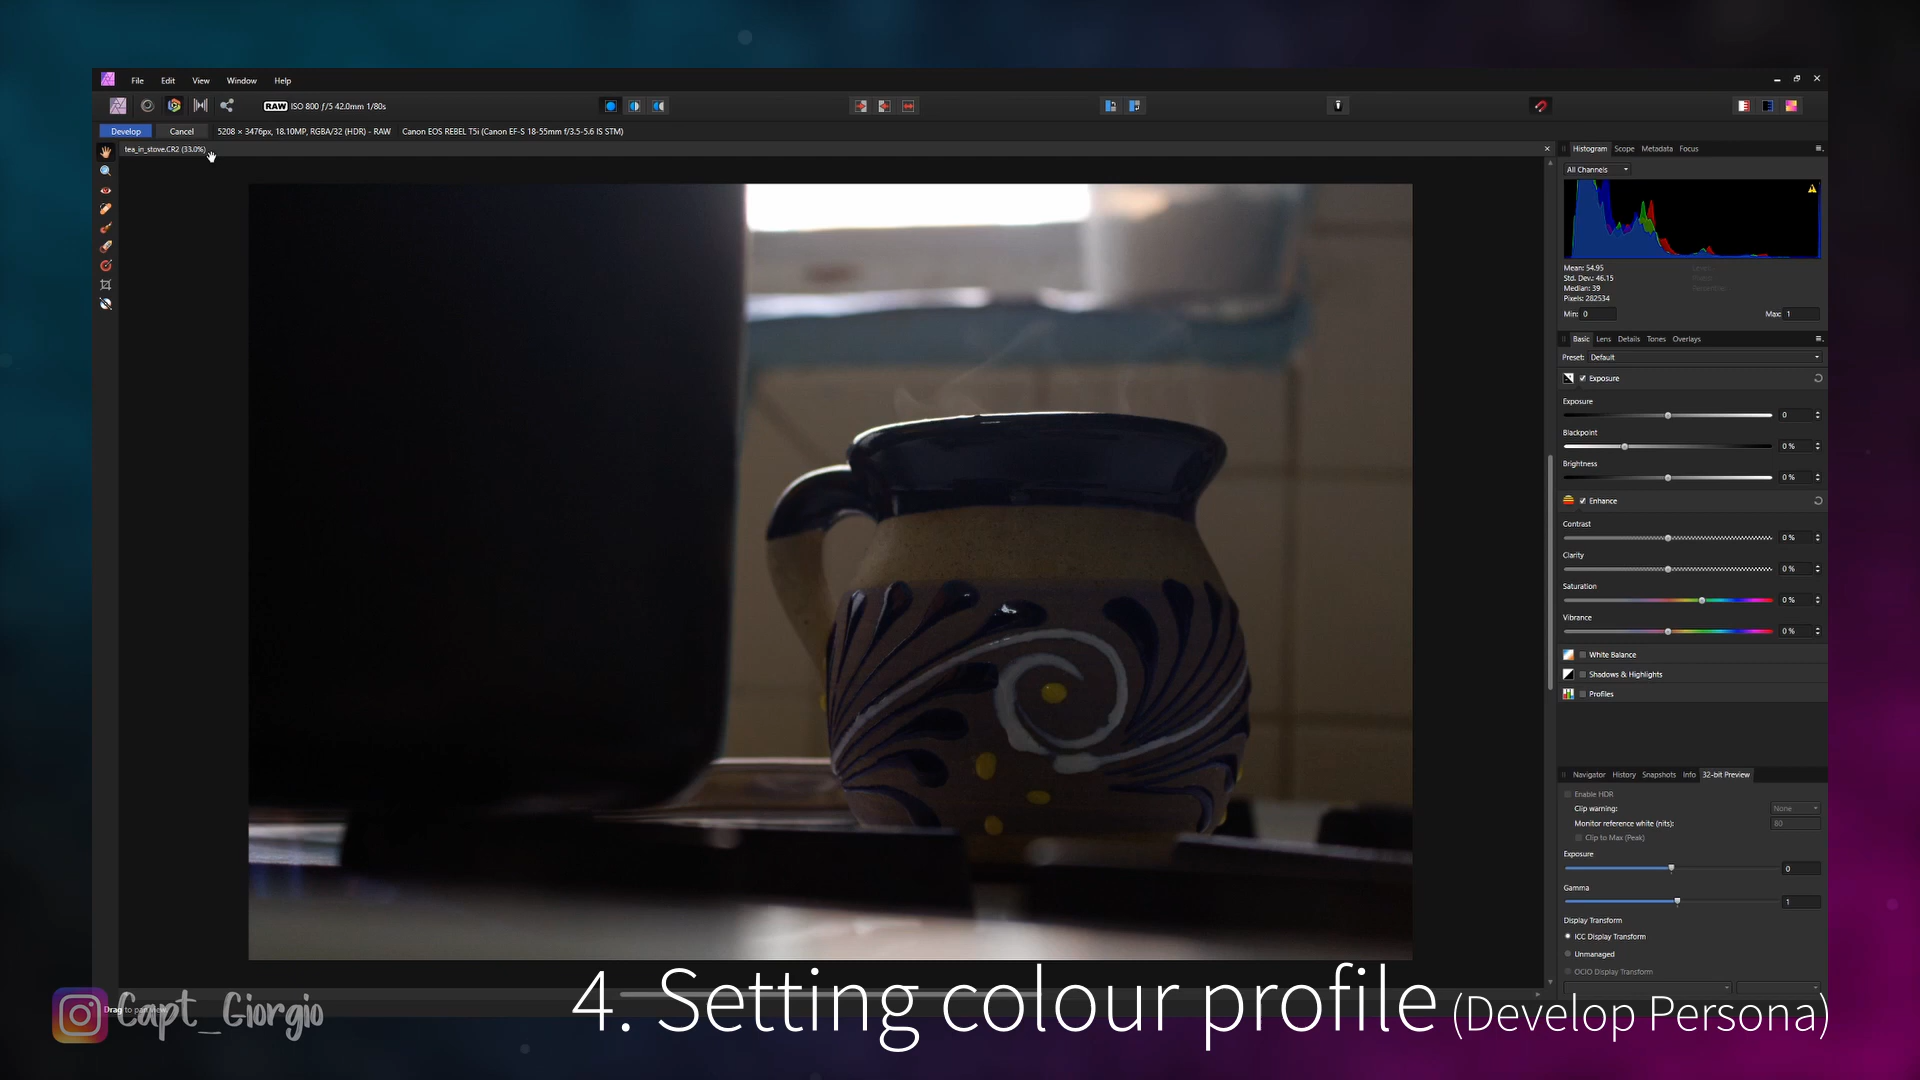 File Edit View Window Help
RAW ISO 800 f/5 42.0mm 1/80s
Develop Cancel 5208 × 3476px, 18.10MP, RGBA/32 (HDR) - RAW Canon EOS REBEL T5i (Canon EF-S 18-55mm f/3.5-5.6 IS STM)
tea_in_stove.CR2 (33.0%)
Histogram Scope Metadata Focus
All Channels
Mean: 54.95
Std. Dev.: 46.15
Median: 39
Pixels: 282534
Min: 0 Max: 1
Basic Lens Details Tones Overlays
Preset: Default
Exposure
Exposure
0
Blackpoint
0 %
Brightness
0 %
Enhance
Contrast
0 %
Clarity
0 %
Saturation
0 %
Vibrance
0 %
White Balance
Shadows & Highlights
Profiles
Navigator History Snapshots Info 32-bit Preview
Enable HDR
Clip warning: None
Monitor reference white (nits): 80
Clip to Max (Peak)
Exposure
0
Gamma
1
Display Transform
ICC Display Transform
Unmanaged
OCIO Display Transform
Capt_Giorgio
Drag to pan
4. Setting colour profile (Develop Persona)